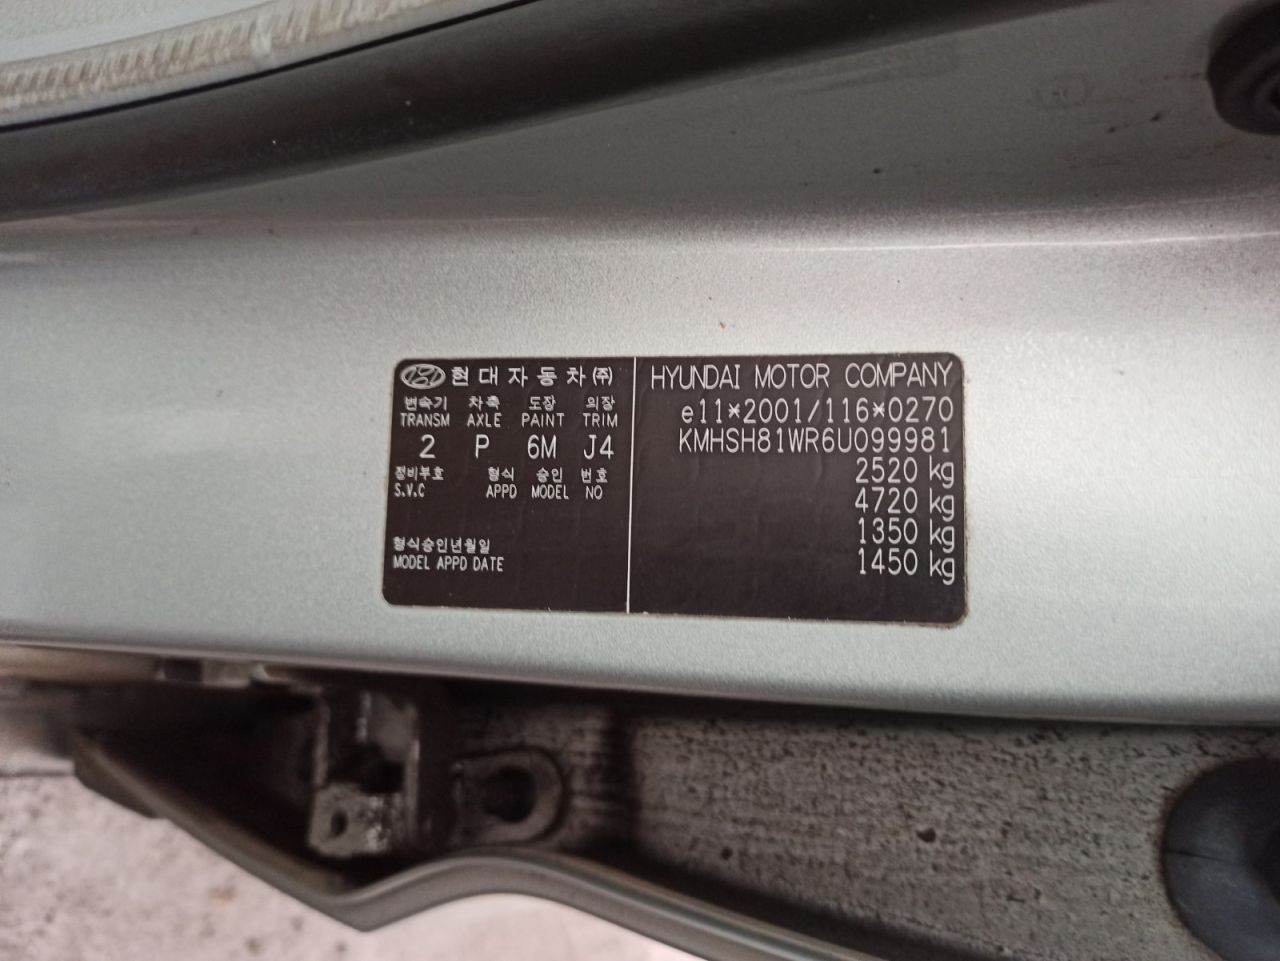 현대자동차(주)
변속기 차축 도장 의장
TRANSM AXLE PAINT TRIM
2 P 6M J4
정비부호 형식 승인 번호
S.V.C APPD MODEL NO
형식승인년월일
MODEL APPD DATE
HYUNDAI MOTOR COMPANY
e11*2001/116*0270
KMHSH81WR6U099981
2520 kg
4720 kg
1350 kg
1450 kg